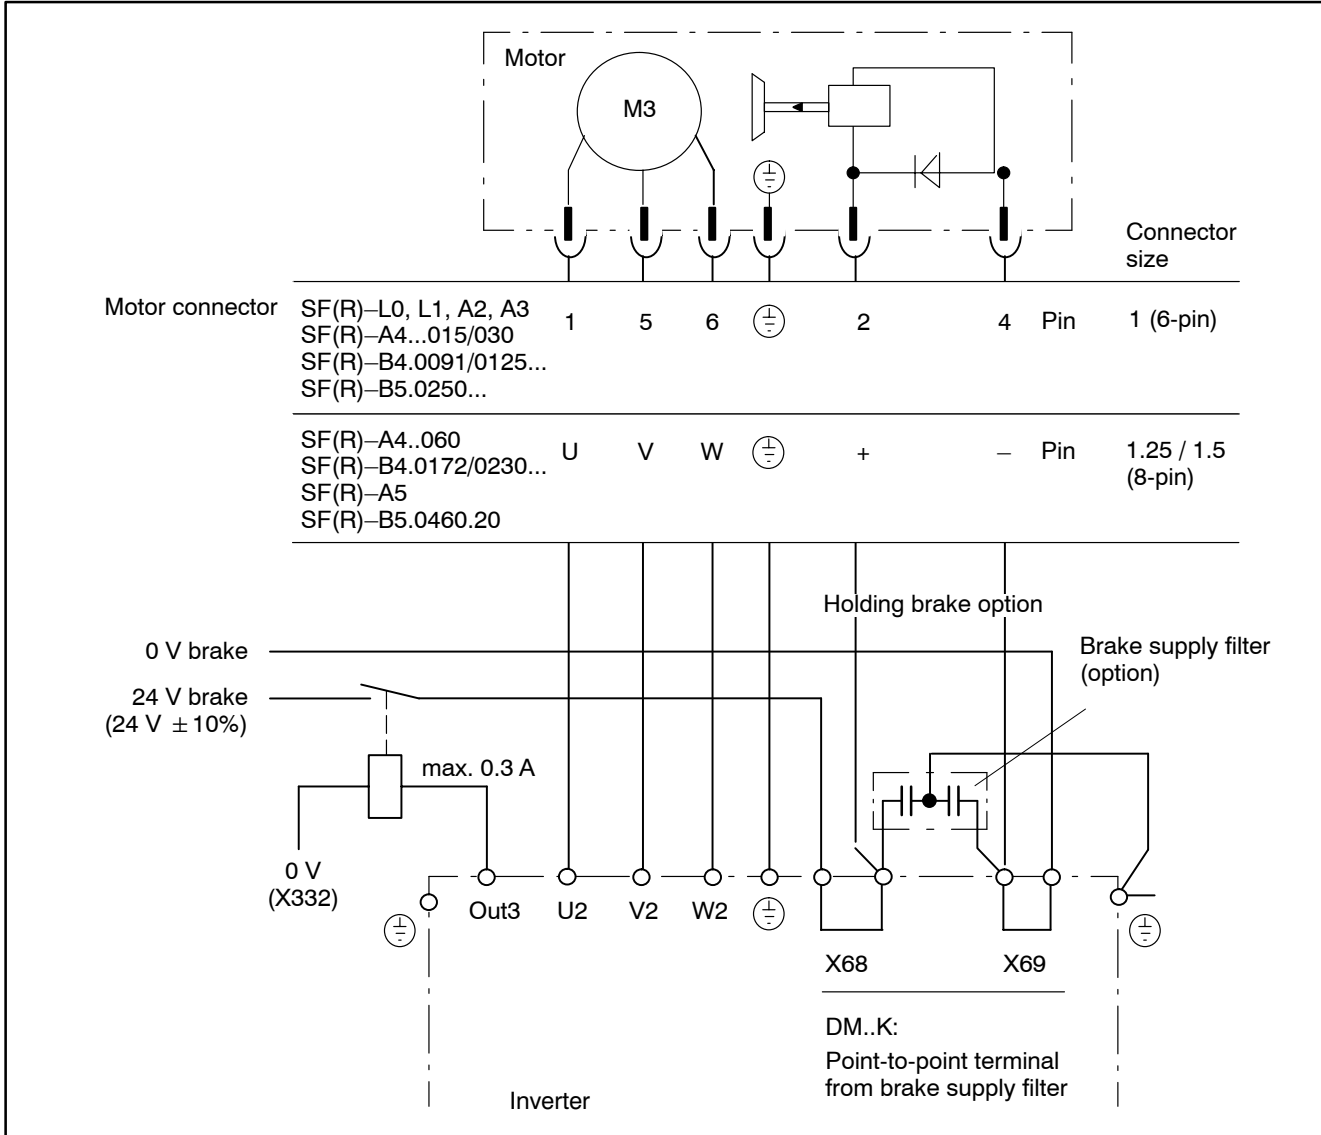 Motor
M3
Connector
size
Motor connector
SF(R)–L0, L1, A2, A3
SF(R)–A4...015/030
SF(R)–B4.0091/0125...
SF(R)–B5.0250...
1 5 6 2 4 Pin 1 (6-pin)
SF(R)–A4..060
SF(R)–B4.0172/0230...
SF(R)–A5
SF(R)–B5.0460.20
U V W + – Pin 1.25 / 1.5
(8-pin)
Holding brake option
0 V brake
Brake supply filter
(option)
24 V brake
(24 V ± 10%)
max. 0.3 A
0 V
(X332)
Out3 U2 V2 W2
X68 X69
DM..K:
Point-to-point terminal
from brake supply filter
Inverter